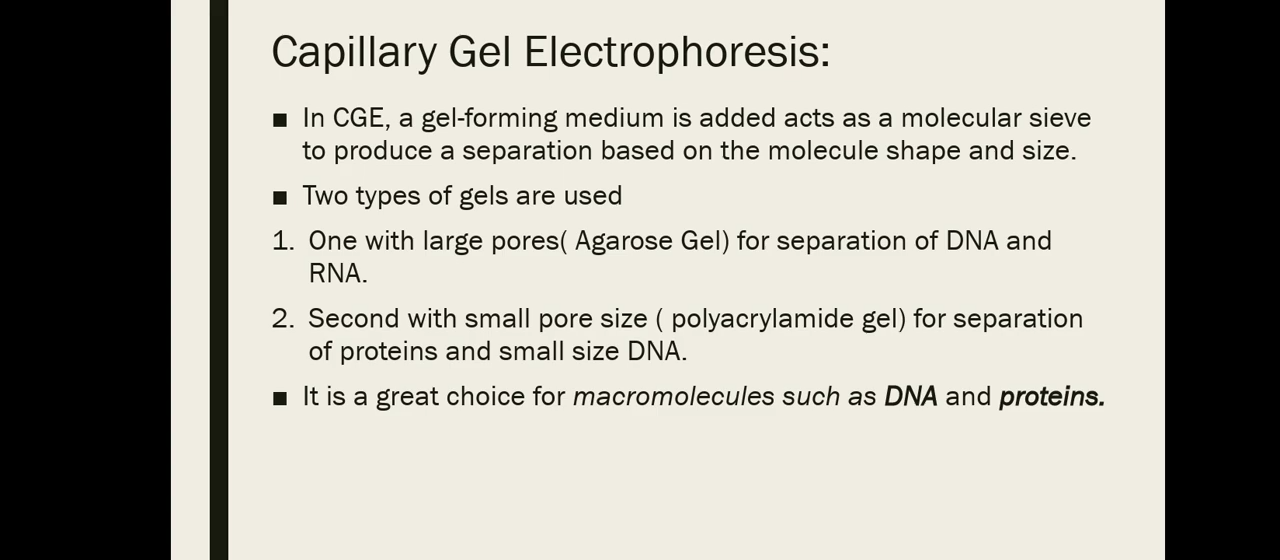 Capillary Gel Electrophoresis:
■ In CGE, a gel-forming medium is added acts as a molecular sieve
to produce a separation based on the molecule shape and size.
■ Two types of gels are used
1. One with large pores( Agarose Gel) for separation of DNA and
RNA.
2. Second with small pore size ( polyacrylamide gel) for separation
of proteins and small size DNA.
■ It is a great choice for macromolecules such as DNA and proteins.